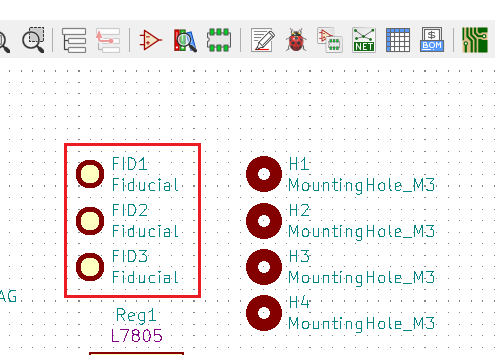 NET
$
BOM
FID1
Fiducial
FID2
Fiducial
FID3
Fiducial
H1
MountingHole_M3
H2
MountingHole_M3
H3
MountingHole_M3
H4
MountingHole_M3
AG
Reg1
L7805